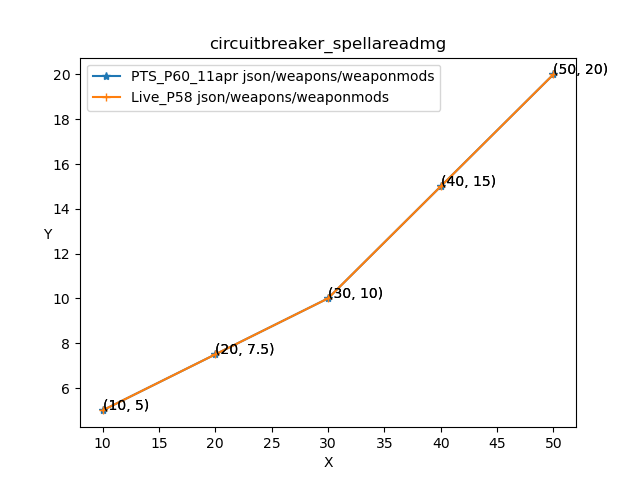 circuitbreaker_spellareadmg
PTS_P60_11apr json/weapons/weaponmods
Live_P58 json/weapons/weaponmods
20
18
16
14
12
10
8
6
Y
(50, 20)
(40, 15)
(30, 10)
(20, 7.5)
(10, 5)
10 15 20 25 30 35 40 45 50
X